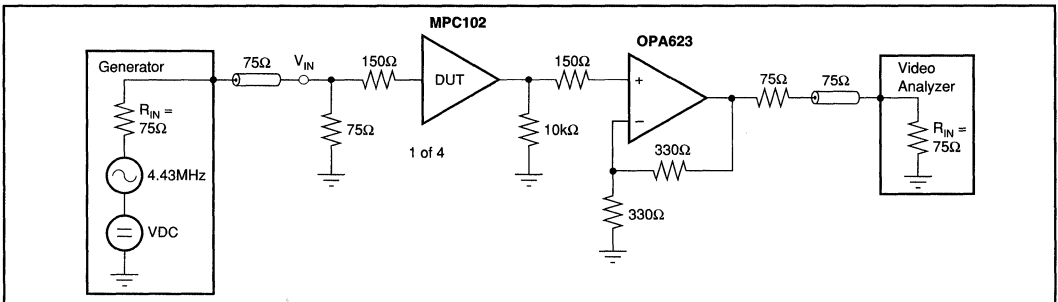 MPC102
OPA623
Generator
75Ω
V_IN
150Ω
DUT
150Ω
+
−
75Ω
75Ω
Video
Analyzer
R_IN =
75Ω
4.43MHz
VDC
75Ω
1 of 4
10kΩ
330Ω
330Ω
R_IN =
75Ω